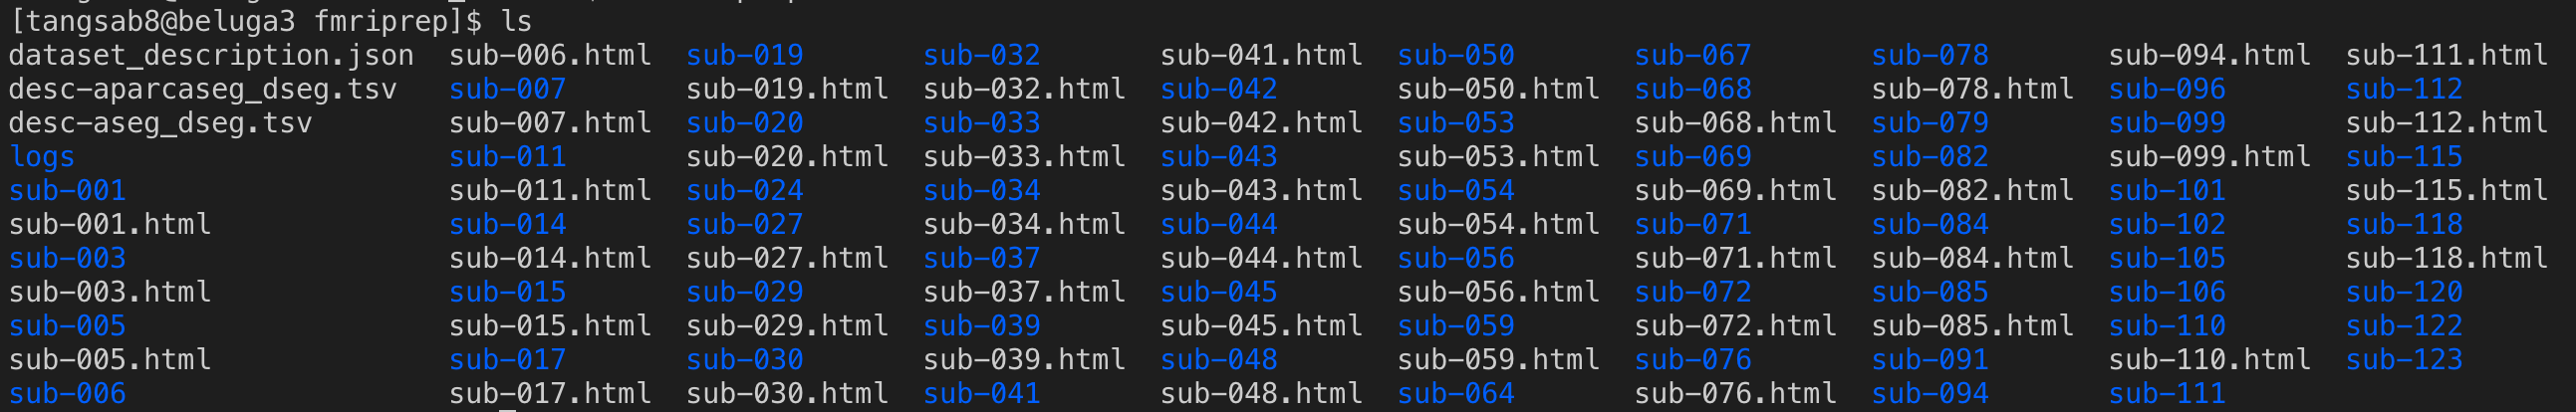 [tangsab8@beluga3 fmriprep]$ ls
dataset_description.json sub-006.html sub-019 sub-032 sub-041.html sub-050 sub-067 sub-078 sub-094.html sub-111.html
desc-aparcaseg_dseg.tsv sub-007 sub-019.html sub-032.html sub-042 sub-050.html sub-068 sub-078.html sub-096 sub-112
desc-aseg_dseg.tsv sub-007.html sub-020 sub-033 sub-042.html sub-053 sub-068.html sub-079 sub-099 sub-112.html
logs sub-011 sub-020.html sub-033.html sub-043 sub-053.html sub-069 sub-082 sub-099.html sub-115
sub-001 sub-011.html sub-024 sub-034 sub-043.html sub-054 sub-069.html sub-082.html sub-101 sub-115.html
sub-001.html sub-014 sub-027 sub-034.html sub-044 sub-054.html sub-071 sub-084 sub-102 sub-118
sub-003 sub-014.html sub-027.html sub-037 sub-044.html sub-056 sub-071.html sub-084.html sub-105 sub-118.html
sub-003.html sub-015 sub-029 sub-037.html sub-045 sub-056.html sub-072 sub-085 sub-106 sub-120
sub-005 sub-015.html sub-029.html sub-039 sub-045.html sub-059 sub-072.html sub-085.html sub-110 sub-122
sub-005.html sub-017 sub-030 sub-039.html sub-048 sub-059.html sub-076 sub-091 sub-110.html sub-123
sub-006 sub-017.html sub-030.html sub-041 sub-048.html sub-064 sub-076.html sub-094 sub-111